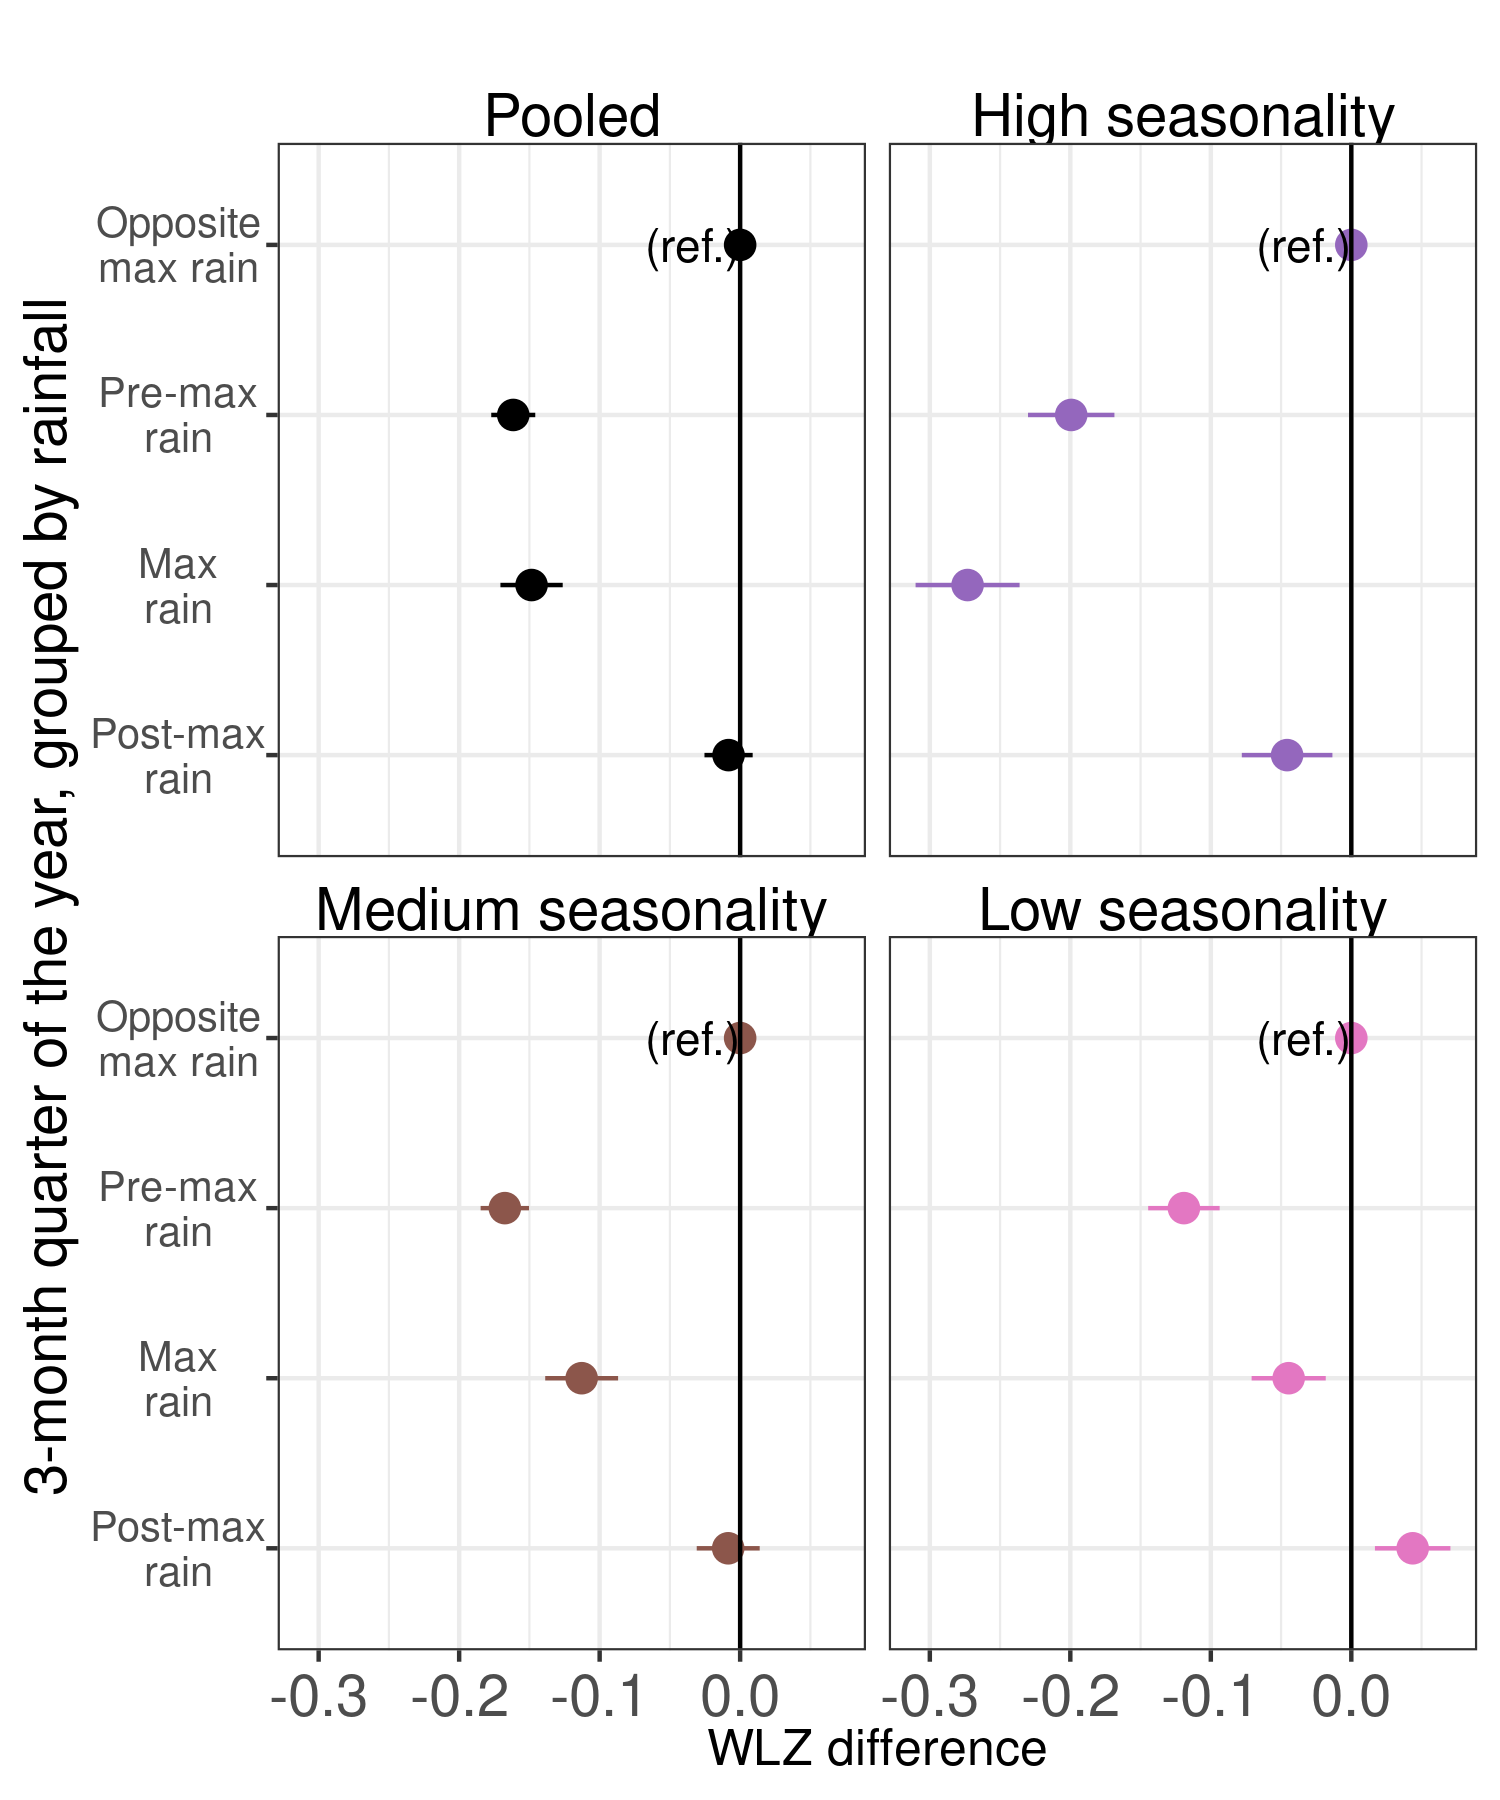 Pooled
High seasonality
Opposite
max rain
(ref.)
(ref.)
Pre-max
rain
Max
rain
Post-max
rain
Medium seasonality
Low seasonality
Opposite
max rain
(ref.)
(ref.)
Pre-max
rain
Max
rain
Post-max
rain
-0.3 -0.2 -0.1 0.0
-0.3 -0.2 -0.1 0.0
WLZ difference
3-month quarter of the year, grouped by rainfall